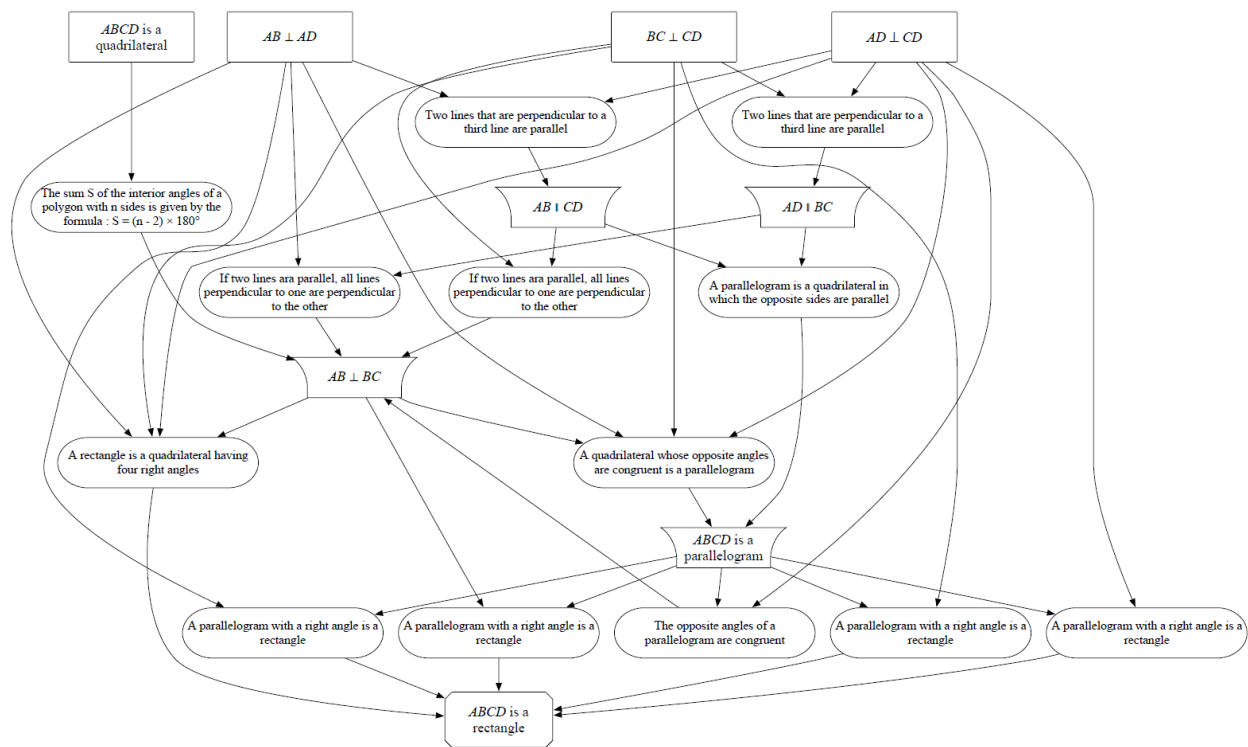 ABCD is a
quadrilateral
AB ⊥ AD
BC ⊥ CD
AD ⊥ CD
Two lines that are perpendicular to a
third line are parallel
Two lines that are perpendicular to a
third line are parallel
The sum S of the interior angles of a
polygon with n sides is given by the
formula : S = (n - 2) × 180°
AB ∥ CD
AD ∥ BC
If two lines ara parallel, all lines
perpendicular to one are perpendicular
to the other
If two lines ara parallel, all lines
perpendicular to one are perpendicular
to the other
A parallelogram is a quadrilateral in
which the opposite sides are parallel
AB ⊥ BC
A rectangle is a quadrilateral having
four right angles
A quadrilateral whose opposite angles
are congruent is a parallelogram
ABCD is a
parallelogram
A parallelogram with a right angle is a
rectangle
A parallelogram with a right angle is a
rectangle
The opposite angles of a
parallelogram are congruent
A parallelogram with a right angle is a
rectangle
A parallelogram with a right angle is a
rectangle
ABCD is a
rectangle